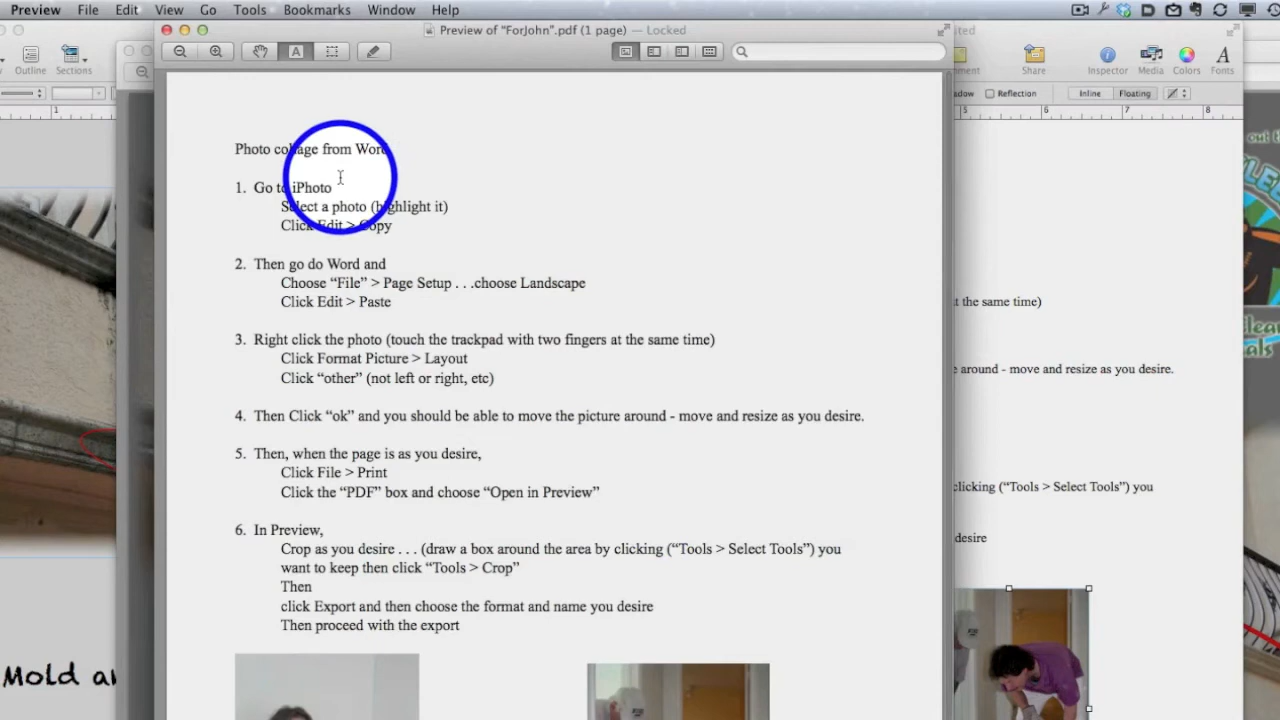 Preview File Edit View Go Tools Bookmarks Window Help
Preview of “ForJohn”.pdf (1 page) — Locked
Outline
Sections
Share
Inspector
Media
Colors
Fonts
Reflection
Inline
Floating
1
5
6
7
8
Photo collage from Word
1. Go to iPhoto
Select a photo (highlight it)
Click Edit > Copy
2. Then go do Word and
Choose “File” > Page Setup . . .choose Landscape
Click Edit > Paste
3. Right click the photo (touch the trackpad with two fingers at the same time)
Click Format Picture > Layout
Click “other” (not left or right, etc)
4. Then Click “ok” and you should be able to move the picture around - move and resize as you desire.
5. Then, when the page is as you desire,
Click File > Print
Click the “PDF” box and choose “Open in Preview”
6. In Preview,
Crop as you desire . . . (draw a box around the area by clicking (“Tools > Select Tools”) you
want to keep then click “Tools > Crop”
Then
click Export and then choose the format and name you desire
Then proceed with the export
t the same time)
around - move and resize as you desire.
clicking (“Tools > Select Tools”) you
desire
Mold